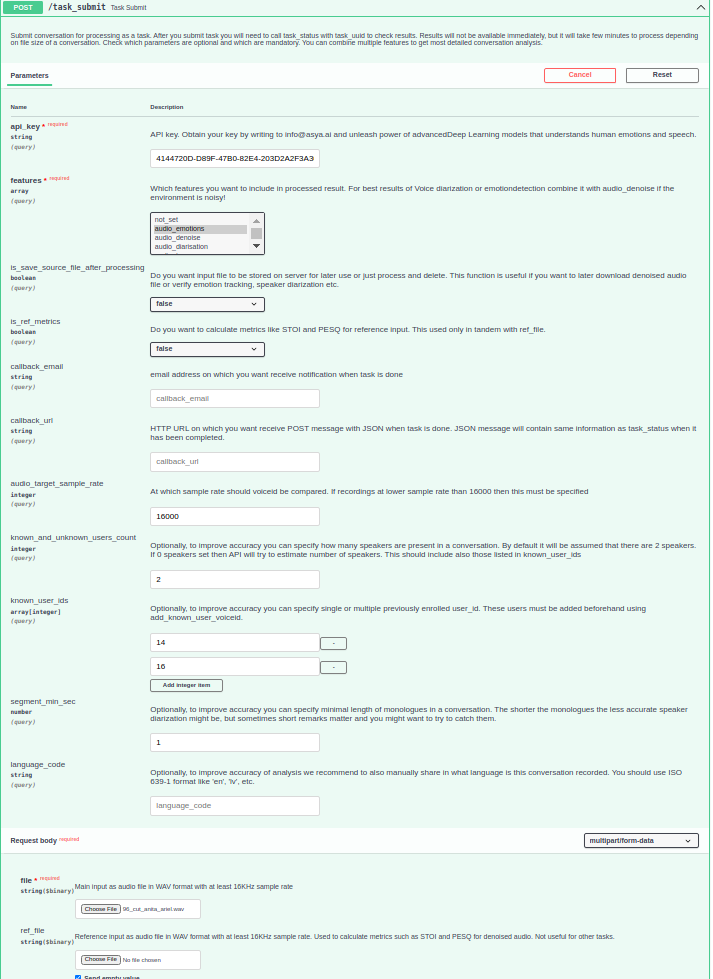 POST /task_submit Task Submit
Submit conversation for processing as a task. After you submit task you will need to call task_status with task_uuid to check results. Results will not be available immediately, but it will take few minutes to process depending
on file size of a conversation. Check which parameters are optional and which are mandatory. You can combine multiple features to get most detailed conversation analysis.
Parameters
Cancel
Reset
Name
Description
api_key * required
string
(query)
API key. Obtain your key by writing to info@asya.ai and unleash power of advancedDeep Learning models that understands human emotions and speech.
4144720D-D89F-47B0-82E4-203D2A2F3A3
features * required
array
(query)
Which features you want to include in processed result. For best results of Voice diarization or emotiondetection combine it with audio_denoise if the
environment is noisy!
not_set
audio_emotions
audio_denoise
audio_diarisation
is_save_source_file_after_processing
boolean
(query)
Do you want input file to be stored on server for later use or just process and delete. This function is useful if you want to later download denoised audio
file or verify emotion tracking, speaker diarization etc.
false
is_ref_metrics
boolean
(query)
Do you want to calculate metrics like STOI and PESQ for reference input. This used only in tandem with ref_file.
false
callback_email
string
(query)
email address on which you want receive notification when task is done
callback_email
callback_url
string
(query)
HTTP URL on which you want receive POST message with JSON when task is done. JSON message will contain same information as task_status when it
has been completed.
callback_url
audio_target_sample_rate
integer
(query)
At which sample rate should voiceid be compared. If recordings at lower sample rate than 16000 then this must be specified
16000
known_and_unknown_users_count
integer
(query)
Optionally, to improve accuracy you can specify how many speakers are present in a conversation. By default it will be assumed that there are 2 speakers.
If 0 speakers set then API will try to estimate number of speakers. This should include also those listed in known_user_ids
2
known_user_ids
array[integer]
(query)
Optionally, to improve accuracy you can specify single or multiple previously enrolled user_id. These users must be added beforehand using
add_known_user_voiceid.
14
-
16
-
Add integer item
segment_min_sec
number
(query)
Optionally, to improve accuracy you can specify minimal length of monologues in a conversation. The shorter the monologues the less accurate speaker
diarization might be, but sometimes short remarks matter and you might want to try to catch them.
1
language_code
string
(query)
Optionally, to improve accuracy of analysis we recommend to also manually share in what language is this conversation recorded. You should use ISO
639-1 format like 'en', 'lv', etc.
language_code
Request body required
multipart/form-data
file * required
string($binary)
Main input as audio file in WAV format with at least 16KHz sample rate
Choose File 96_cut_anita_ariel.wav
ref_file
string($binary)
Reference input as audio file in WAV format with at least 16KHz sample rate. Used to calculate metrics such as STOI and PESQ for denoised audio. Not useful for other tasks.
Choose File No file chosen
Send empty value